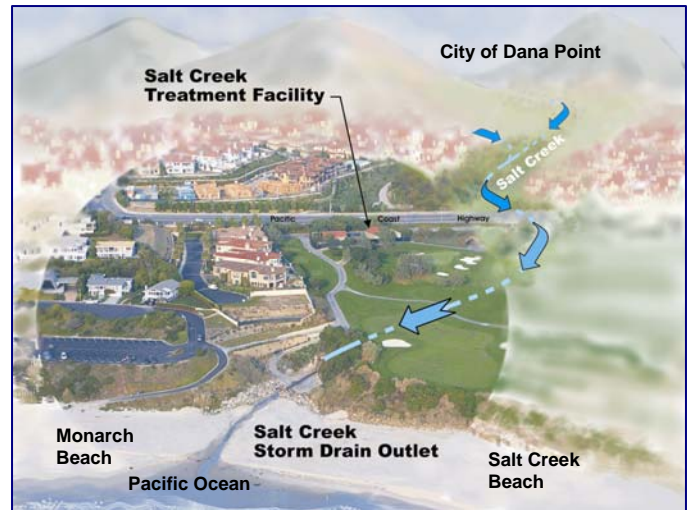 City of Dana Point
Salt Creek
Treatment Facility
Salt Creek
Pacific Coast Highway
Monarch
Beach
Salt Creek
Storm Drain Outlet
Salt Creek
Beach
Pacific Ocean